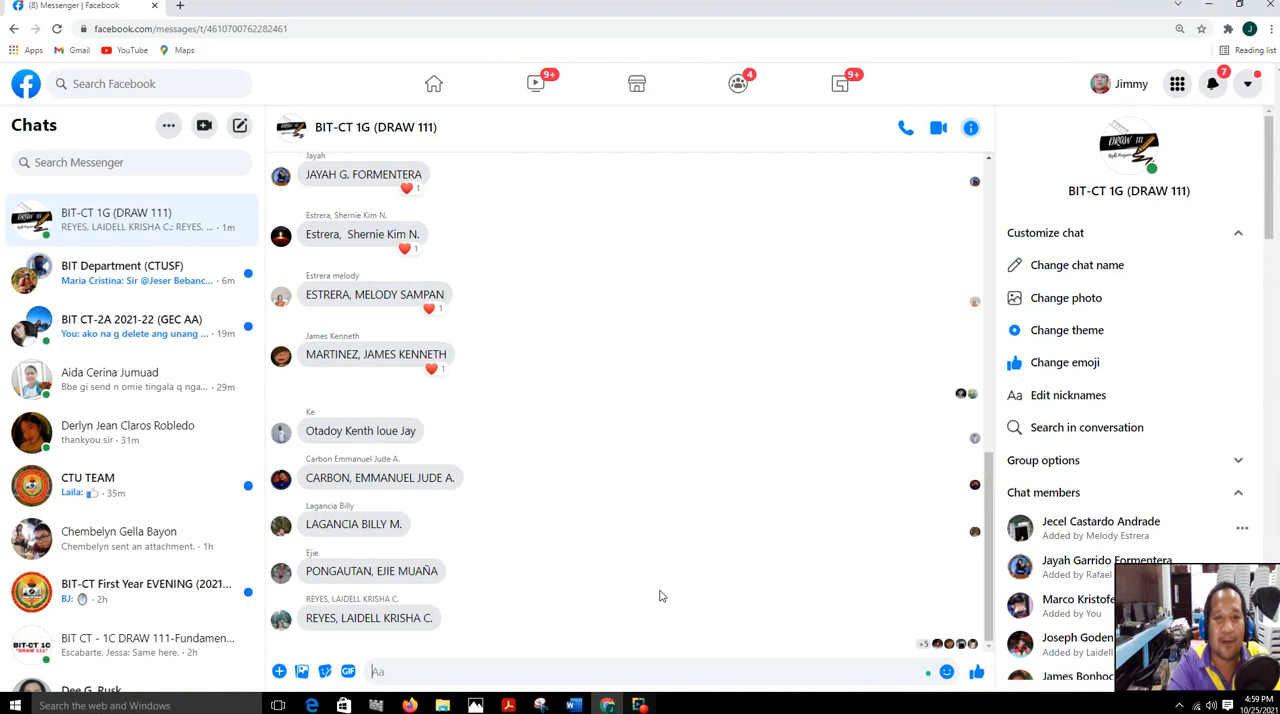 (8) Messenger | Facebook
facebook.com/messages/t/4610700762282461
Apps
Gmail
YouTube
Maps
Reading list
Search Facebook
9+
4
9+
Jimmy
7
Chats
Search Messenger
BIT-CT 1G (DRAW 111)
REYES, LAIDELL KRISHA C.: REYES, ... · 1m
BIT Department (CTUSF)
Maria Cristina: Sir @Jeser Bebanc... · 6m
BIT CT-2A 2021-22 (GEC AA)
You: ako na g delete ang unang ... · 19m
Aida Cerina Jumuad
Bbe gi send n omie tingala q nga... · 29m
Derlyn Jean Claros Robledo
thankyou sir · 31m
CTU TEAM
Laila: 👍 · 35m
Chembelyn Gella Bayon
Chembelyn sent an attachment. · 1h
BIT-CT First Year EVENING (2021...
BJ: · 2h
BIT CT - 1C DRAW 111-Fundamen...
Escabarte, Jessa: Same here. · 2h
Dee G. Rusk
BIT-CT 1G (DRAW 111)
Jayah
JAYAH G. FORMENTERA
1
Estrera, Shernie Kim N.
Estrera, Shernie Kim N.
1
Estrera melody
ESTRERA, MELODY SAMPAN
1
James Kenneth
MARTINEZ, JAMES KENNETH
1
Ke
Otadoy Kenth loue Jay
Carbon Emmanuel Jude A.
CARBON, EMMANUEL JUDE A.
Lagancia Billy
LAGANCIA BILLY M.
Ejie
PONGAUTAN, EJIE MUAÑA
REYES, LAIDELL KRISHA C.
REYES, LAIDELL KRISHA C.
+5
GIF
Aa
DRAW 111
BIT-CT 1G (DRAW 111)
Customize chat
Change chat name
Change photo
Change theme
Change emoji
Aa Edit nicknames
Search in conversation
Group options
Chat members
Jecel Castardo Andrade
Added by Melody Estrera
Jayah Garrido Formentera
Added by Rafael
Marco Kristofe
Added by You
Joseph Goden
Added by Laidell
James Bonhoc
Search the web and Windows
4:59 PM
10/25/2021